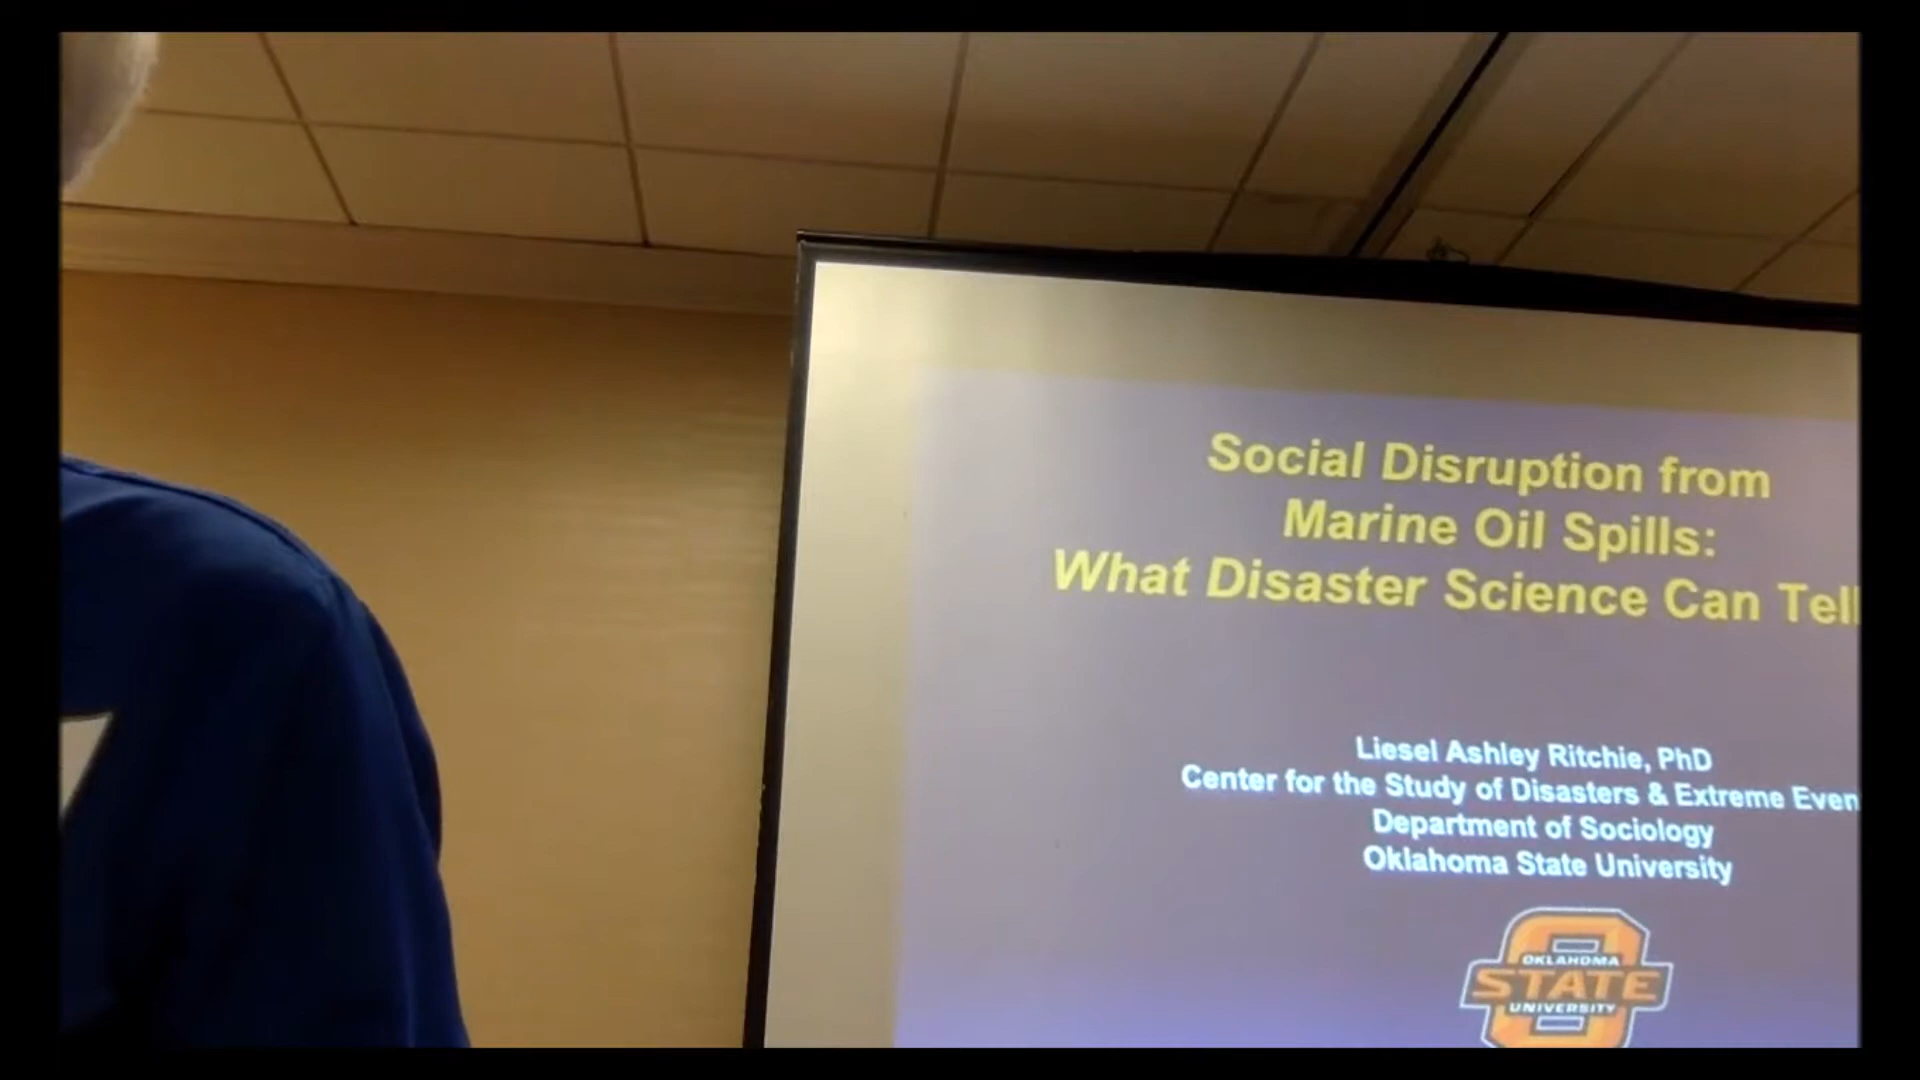 Social Disruption from
Marine Oil Spills:
What Disaster Science Can Tell
Liesel Ashley Ritchie, PhD
Center for the Study of Disasters & Extreme Even
Department of Sociology
Oklahoma State University
OKLAHOMA
STATE
UNIVERSITY